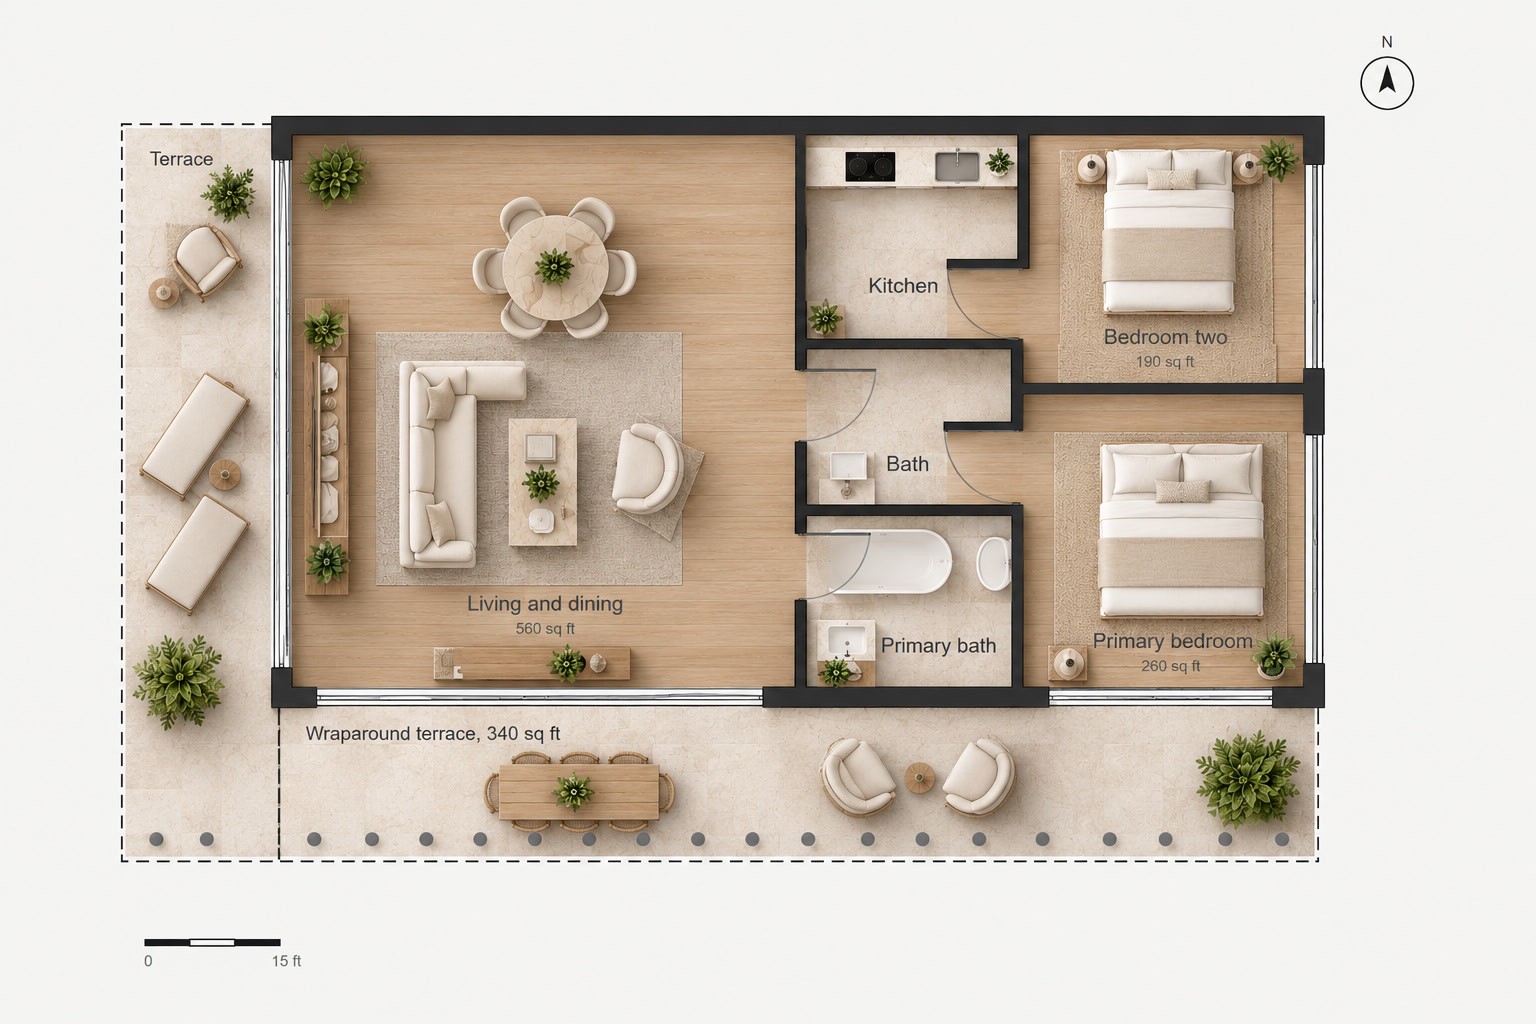 N
Terrace
Kitchen
Bedroom two
190 sq ft
Bath
Living and dining
560 sq ft
Primary bath
Primary bedroom
260 sq ft
Wraparound terrace, 340 sq ft
0
15 ft